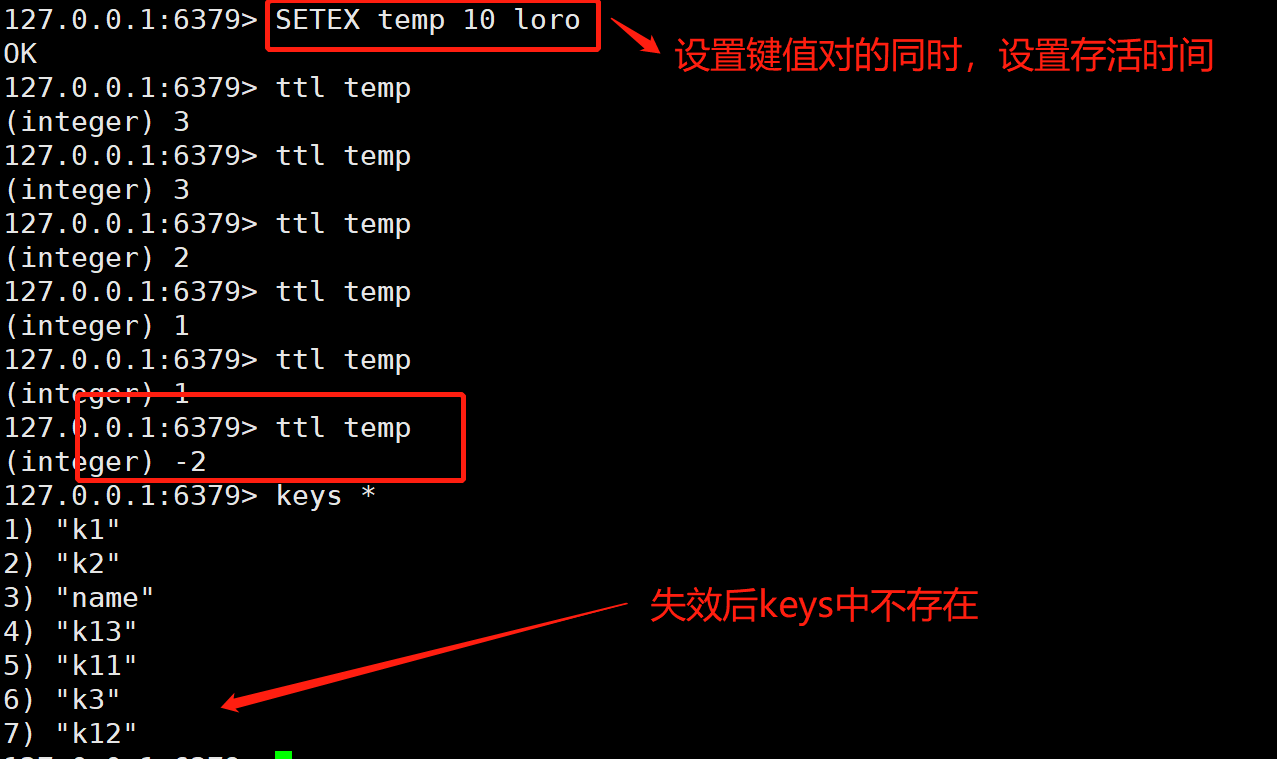 127.0.0.1:6379> SETEX temp 10 loro
设置键值对的同时，设置存活时间
OK
127.0.0.1:6379> ttl temp
(integer) 3
127.0.0.1:6379> ttl temp
(integer) 3
127.0.0.1:6379> ttl temp
(integer) 2
127.0.0.1:6379> ttl temp
(integer) 1
127.0.0.1:6379> ttl temp
(integer) 1
127.0.0.1:6379> ttl temp
(integer) -2
127.0.0.1:6379> keys *
1) "k1"
2) "k2"
3) "name"
失效后keys中不存在
4) "k13"
5) "k11"
6) "k3"
7) "k12"